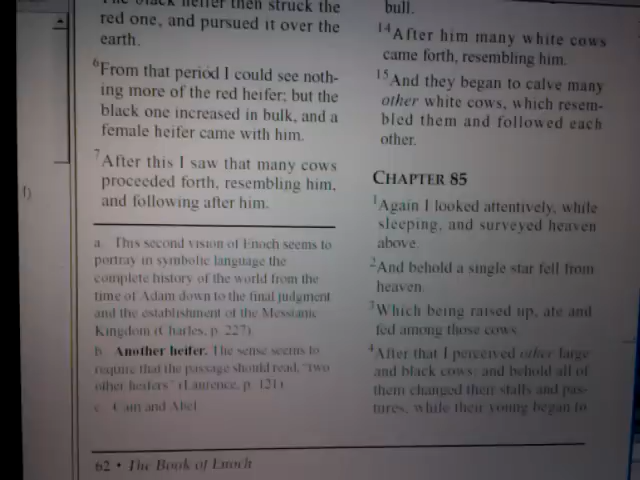 The black heifer then struck the
red one, and pursued it over the
earth.
6From that period I could see noth-
ing more of the red heifer; but the
black one increased in bulk, and a
female heifer came with him.
7After this I saw that many cows
proceeded forth, resembling him,
and following after him.
a. This second vision of Enoch seems to
portray in symbolic language the
complete history of the world from the
time of Adam down to the final judgment
and the establishment of the Messianic
Kingdom (Charles, p. 227)
b. Another heifer. The sense seems to
require that the passage should read, "two
other heifers" (Laurence, p. 121)
c. Cain and Abel
bull.
14After him many white cows
came forth, resembling him.
15And they began to calve many
other white cows, which resem-
bled them and followed each
other.
CHAPTER 85
1Again I looked attentively, while
sleeping, and surveyed heaven
above.
2And behold a single star fell from
heaven.
3Which being raised up, ate and
fed among those cows.
4After that I perceived other large
and black cows; and behold all of
them changed their stalls and pas-
tures, while their young began to
62 • The Book of Enoch